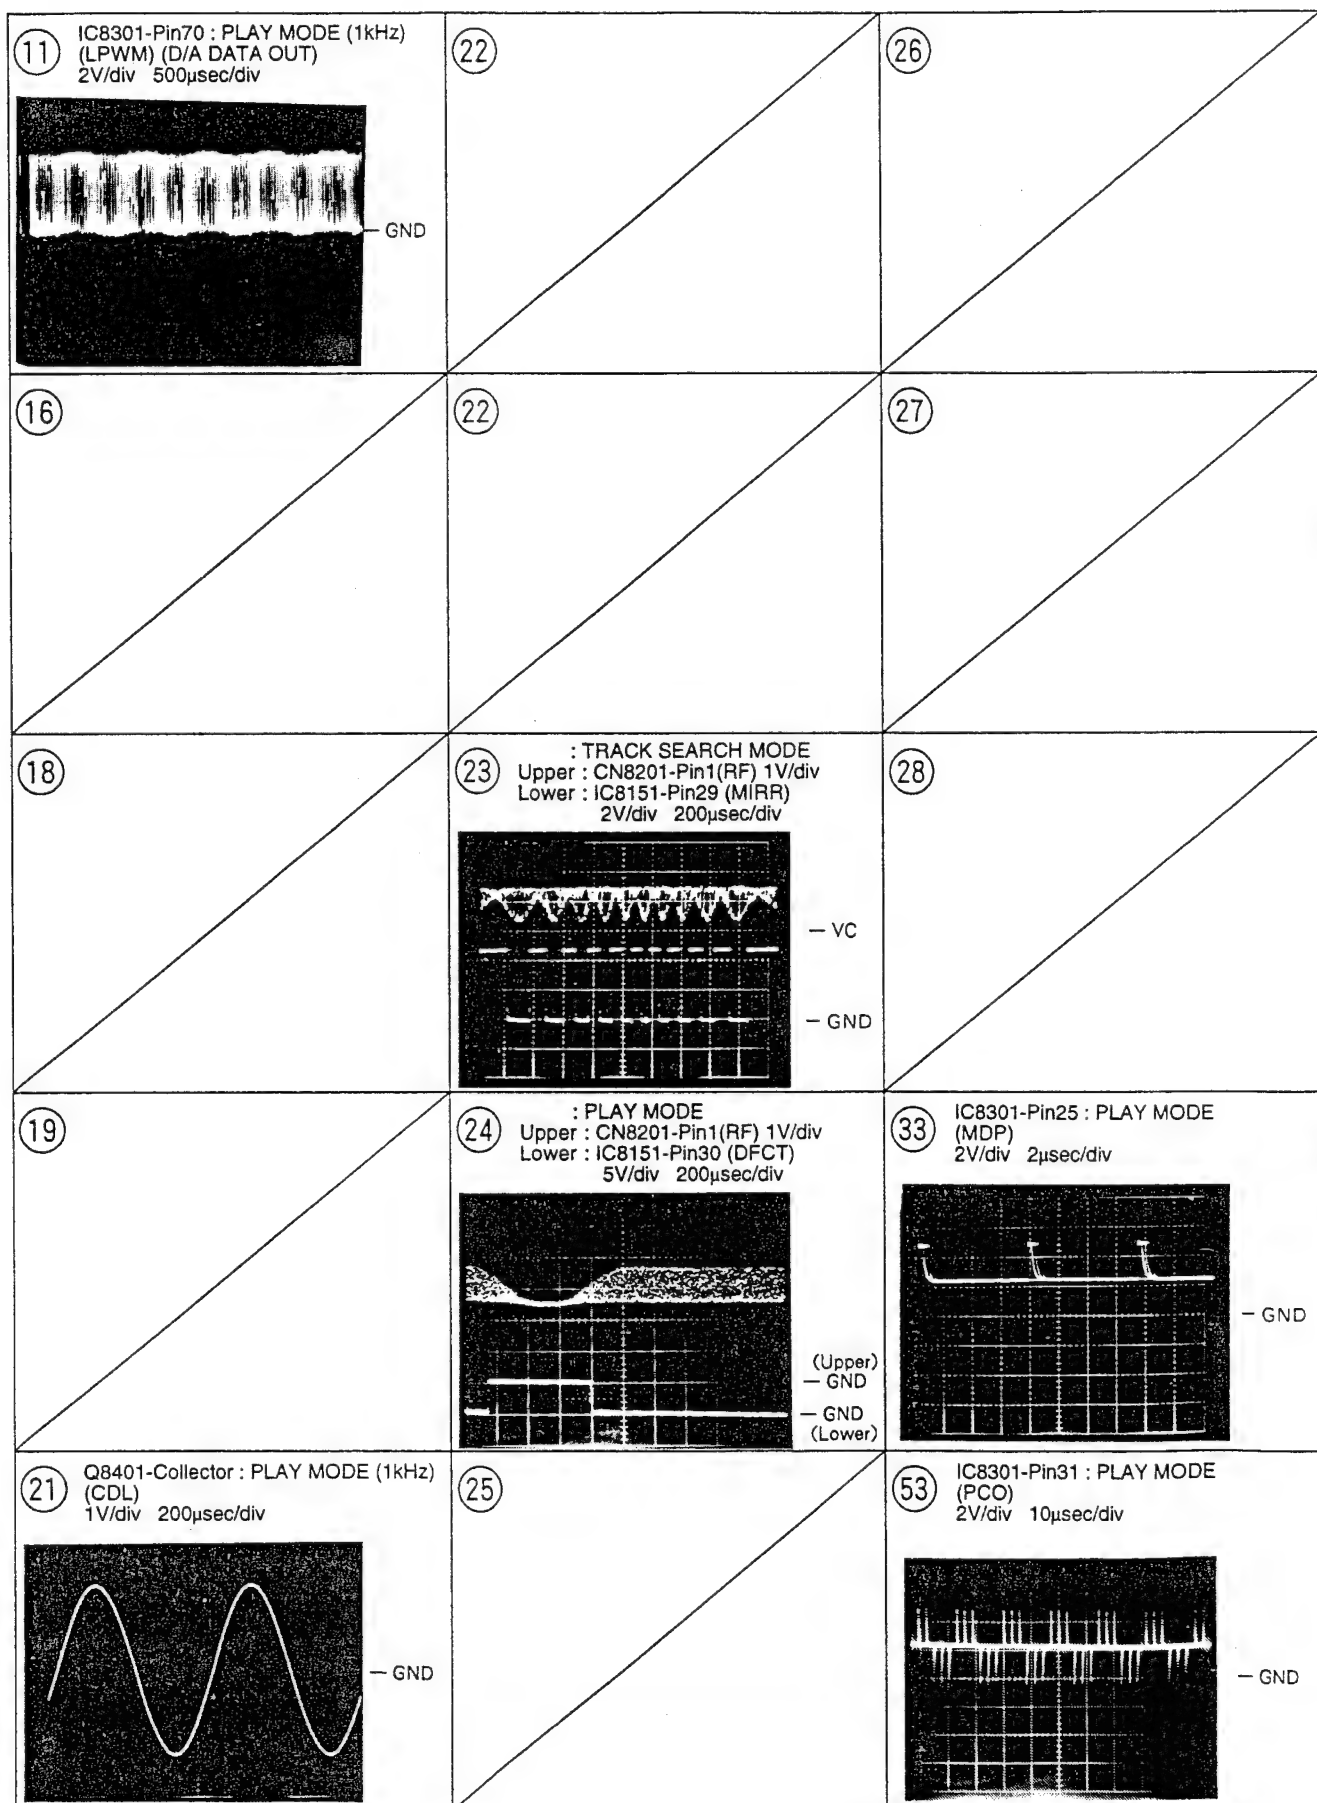 11
IC8301-Pin70 : PLAY MODE (1kHz)
(LPWM) (D/A DATA OUT)
2V/div 500µsec/div
— GND
22
26
16
22
27
18
23
: TRACK SEARCH MODE
Upper : CN8201-Pin1(RF) 1V/div
Lower : IC8151-Pin29 (MIRR)
2V/div 200µsec/div
— VC
— GND
28
19
24
: PLAY MODE
Upper : CN8201-Pin1(RF) 1V/div
Lower : IC8151-Pin30 (DFCT)
5V/div 200µsec/div
(Upper)
— GND
— GND
(Lower)
33
IC8301-Pin25 : PLAY MODE
(MDP)
2V/div 2µsec/div
— GND
21
Q8401-Collector : PLAY MODE (1kHz)
(CDL)
1V/div 200µsec/div
— GND
25
53
IC8301-Pin31 : PLAY MODE
(PCO)
2V/div 10µsec/div
— GND